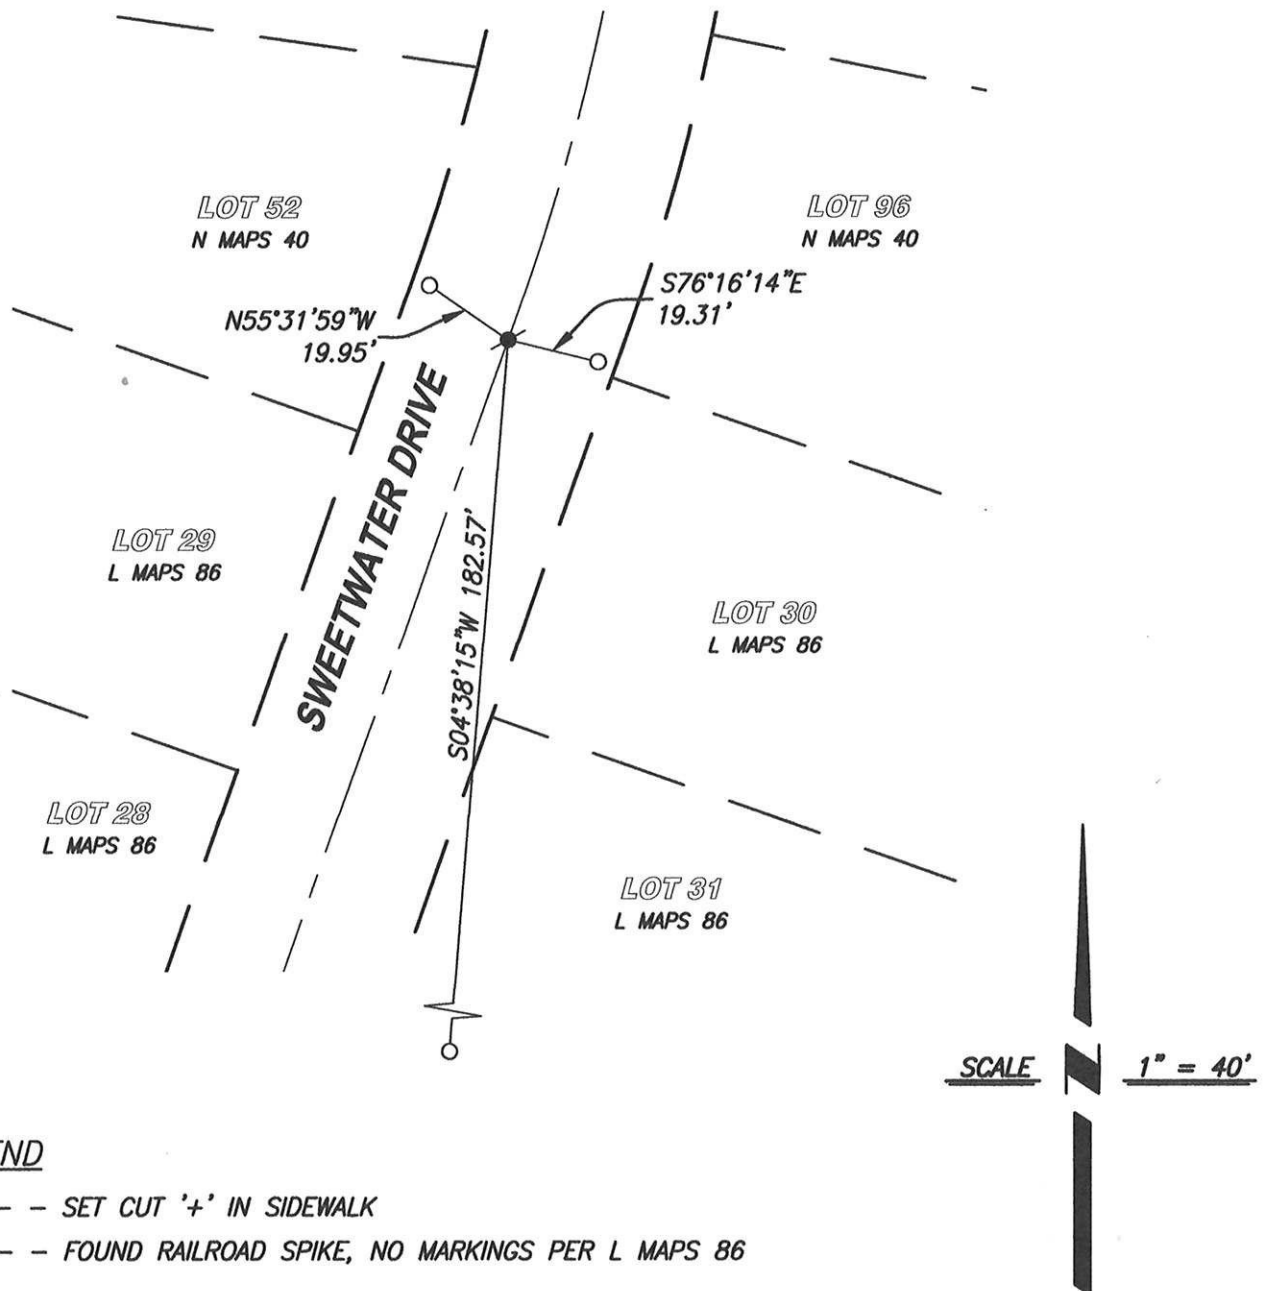 LOT 52
N MAPS 40
LOT 96
N MAPS 40
N55°31'59"W
19.95'
S76°16'14"E
19.31'
SWEETWATER DRIVE
S04°38'15"W 182.57'
LOT 29
L MAPS 86
LOT 30
L MAPS 86
LOT 28
L MAPS 86
LOT 31
L MAPS 86
SCALE N 1" = 40'
END
- - SET CUT '+' IN SIDEWALK
- - FOUND RAILROAD SPIKE, NO MARKINGS PER L MAPS 86